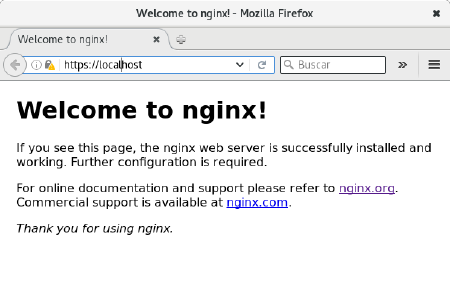 Welcome to nginx! - Mozilla Firefox
Welcome to nginx!
https://localhost
Buscar
Welcome to nginx!
If you see this page, the nginx web server is successfully installed and
working. Further configuration is required.
For online documentation and support please refer to nginx.org.
Commercial support is available at nginx.com.
Thank you for using nginx.